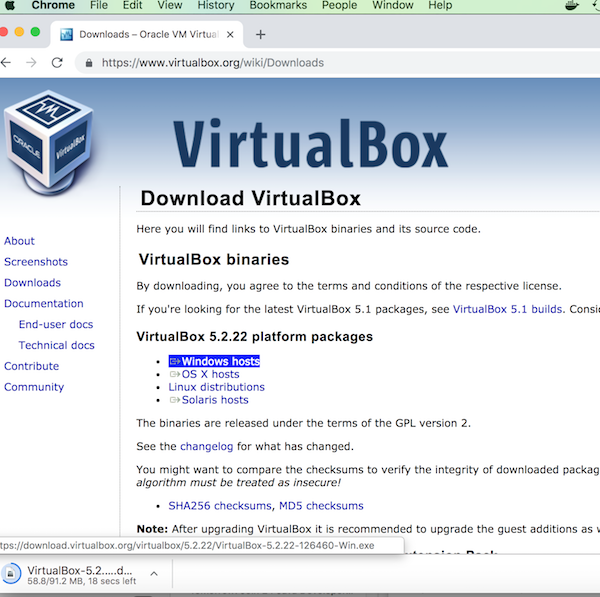 Chrome File Edit View History Bookmarks People Window Help
Downloads – Oracle VM Virtual
https://www.virtualbox.org/wiki/Downloads
ORACLE VirtualBox
VirtualBox
Download VirtualBox
Here you will find links to VirtualBox binaries and its source code.
About
VirtualBox binaries
Screenshots
Downloads
By downloading, you agree to the terms and conditions of the respective license.
Documentation
If you're looking for the latest VirtualBox 5.1 packages, see VirtualBox 5.1 builds.
End-user docs
VirtualBox 5.2.22 platform packages
Technical docs
Windows hosts
Contribute
OS X hosts
Community
Linux distributions
Solaris hosts
The binaries are released under the terms of the GPL version 2.
See the changelog for what has changed.
You might want to compare the checksums to verify the integrity of downloaded packag
algorithm must be treated as insecure!
SHA256 checksums, MD5 checksums
Note: After upgrading VirtualBox it is recommended to upgrade the guest additions as w
tps://download.virtualbox.org/virtualbox/5.2.22/VirtualBox-5.2.22-126460-Win.exe
VirtualBox-5.2.....d...
58.8/91.2 MB, 18 secs left